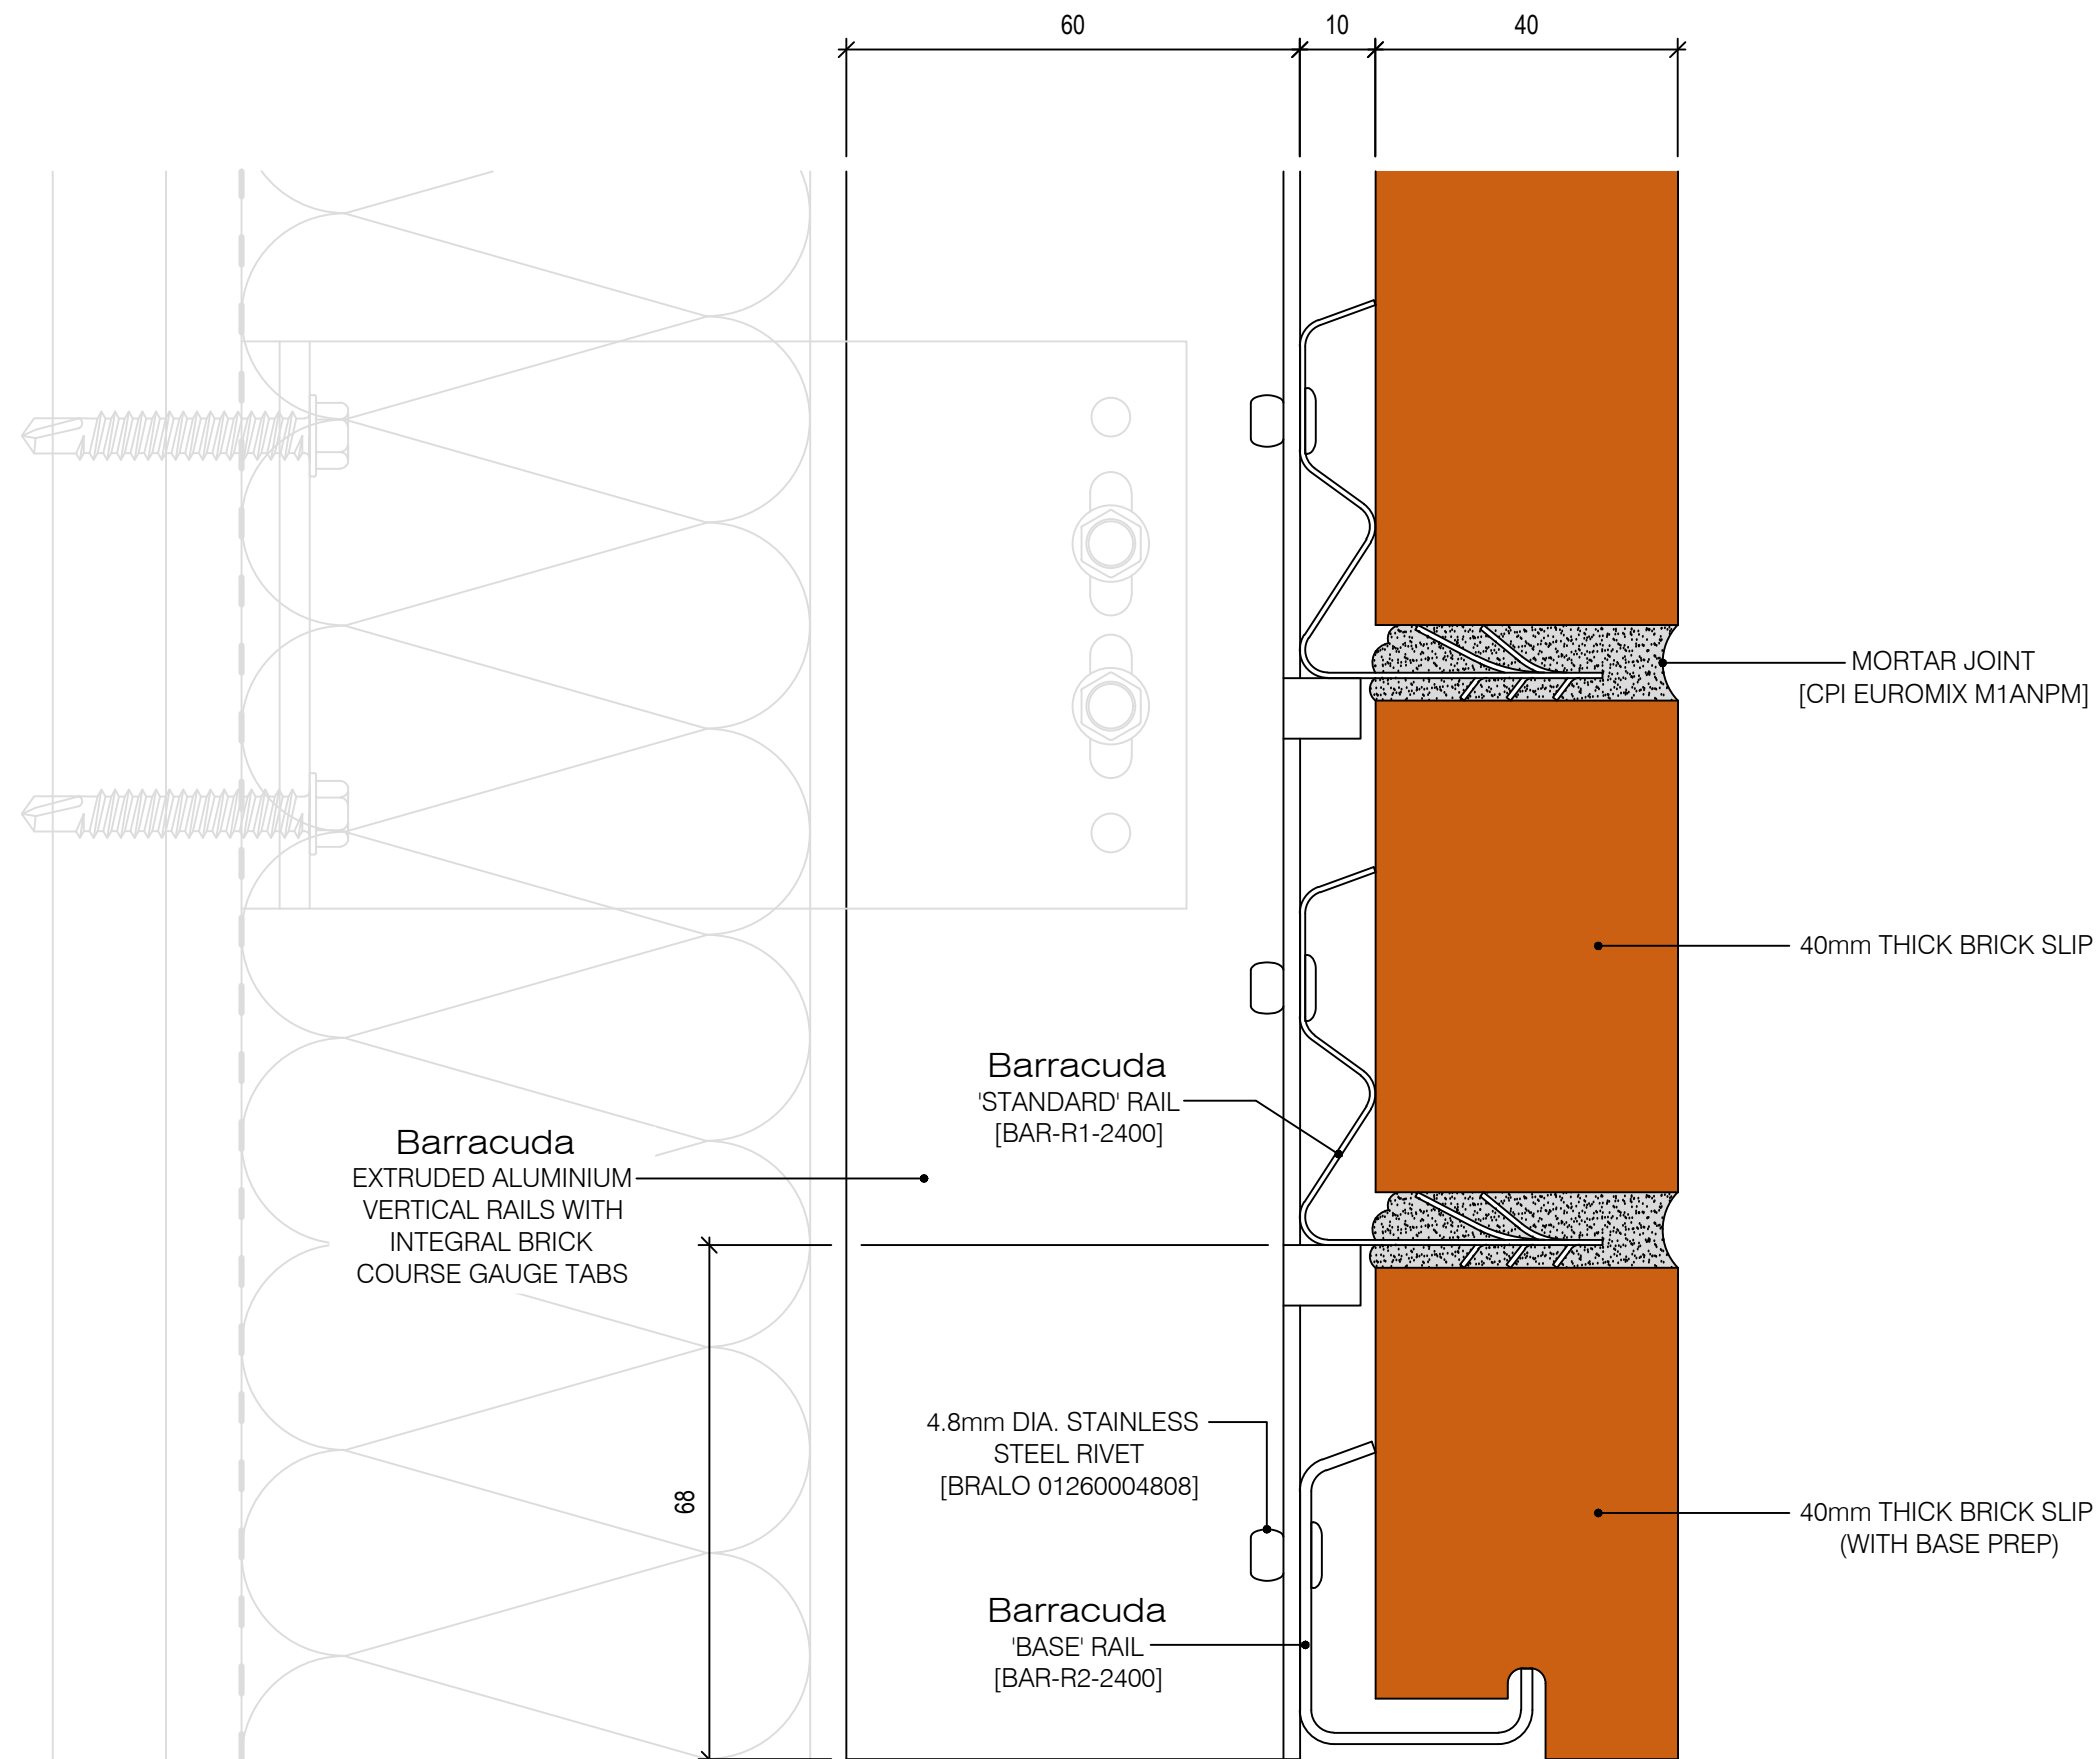 60
10
40
MORTAR JOINT
[CPI EUROMIX M1ANPM]
40mm THICK BRICK SLIP
Barracuda
'STANDARD' RAIL
[BAR-R1-2400]
Barracuda
EXTRUDED ALUMINIUM
VERTICAL RAILS WITH
INTEGRAL BRICK
COURSE GAUGE TABS
4.8mm DIA. STAINLESS
STEEL RIVET
[BRALO 01260004808]
68
40mm THICK BRICK SLIP
(WITH BASE PREP)
Barracuda
'BASE' RAIL
[BAR-R2-2400]